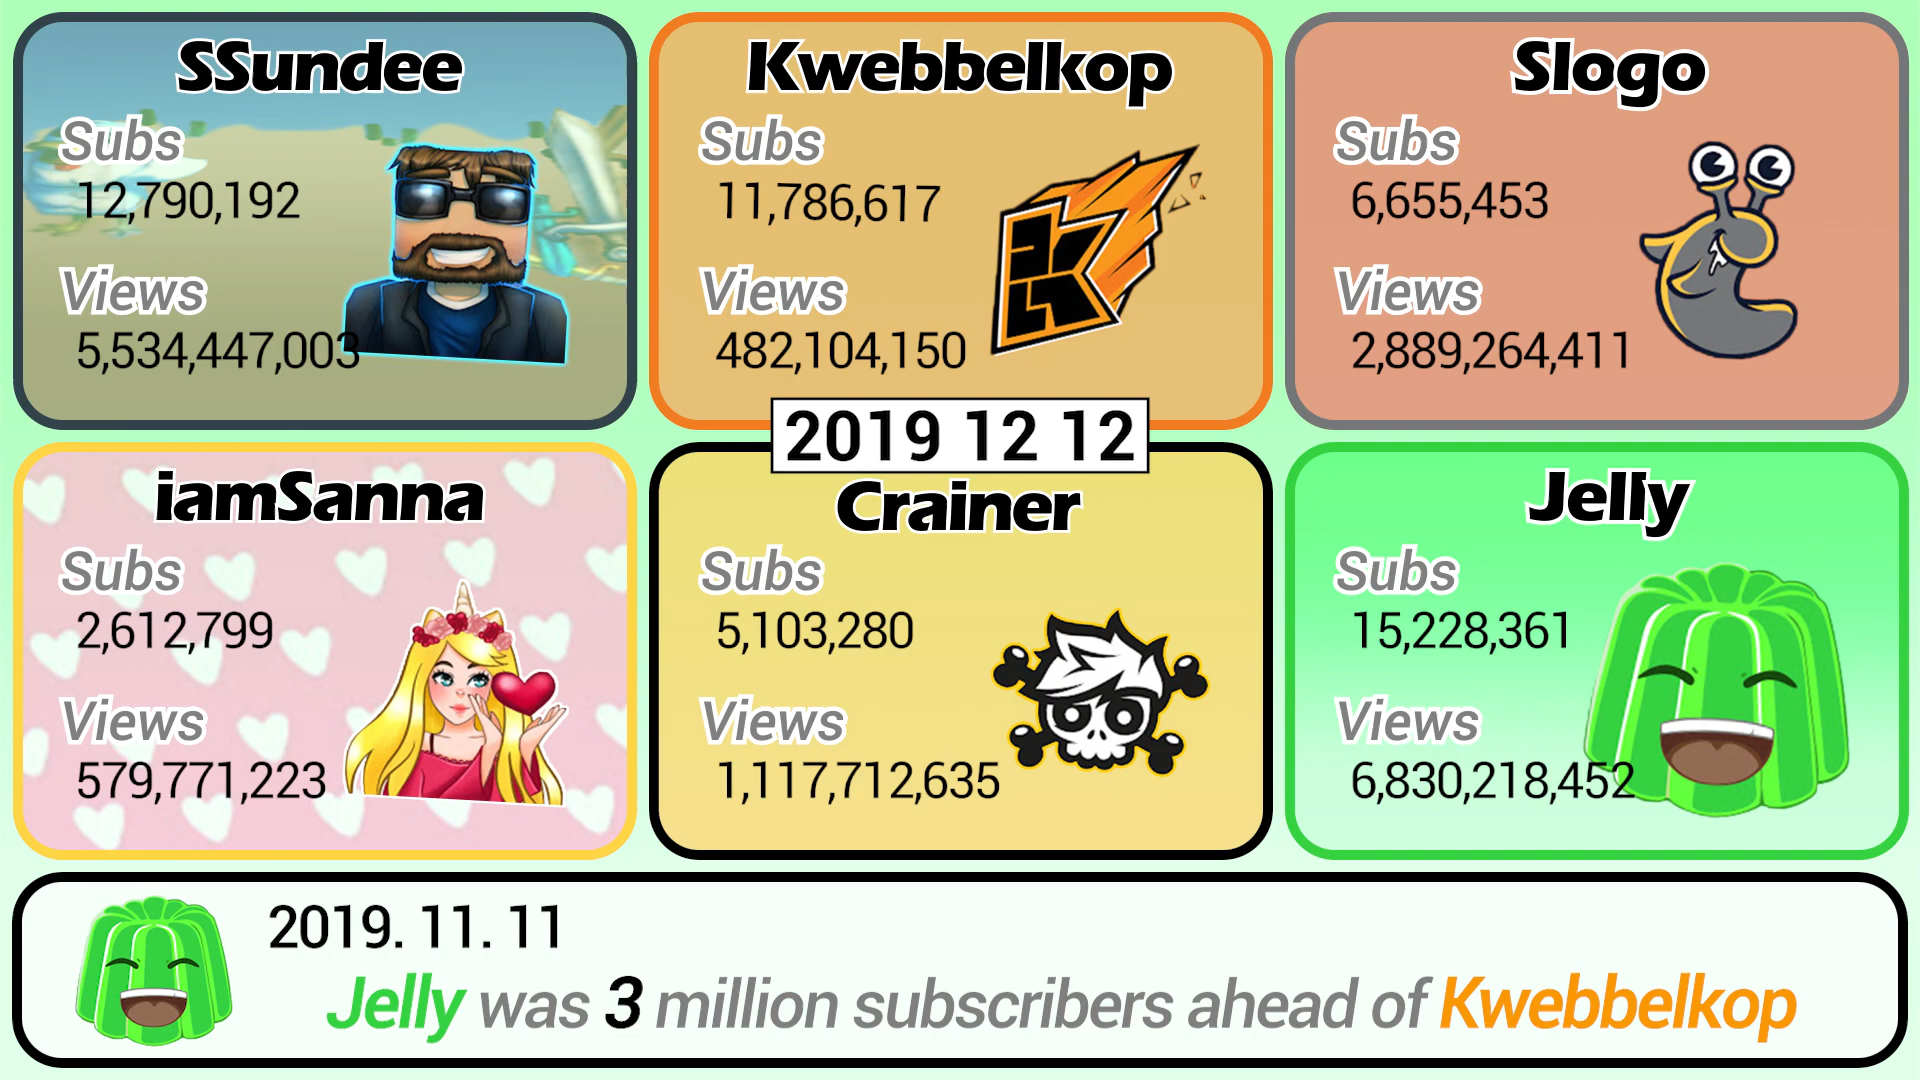 SSundee
Subs
12,790,192
Views
5,534,447,003
Kwebbelkop
Subs
11,786,617
Views
482,104,150
Slogo
Subs
6,655,453
Views
2,889,264,411
2019 12 12
iamSanna
Subs
2,612,799
Views
579,771,223
Crainer
Subs
5,103,280
Views
1,117,712,635
Jelly
Subs
15,228,361
Views
6,830,218,452
2019. 11. 11
Jelly was 3 million subscribers ahead of Kwebbelkop